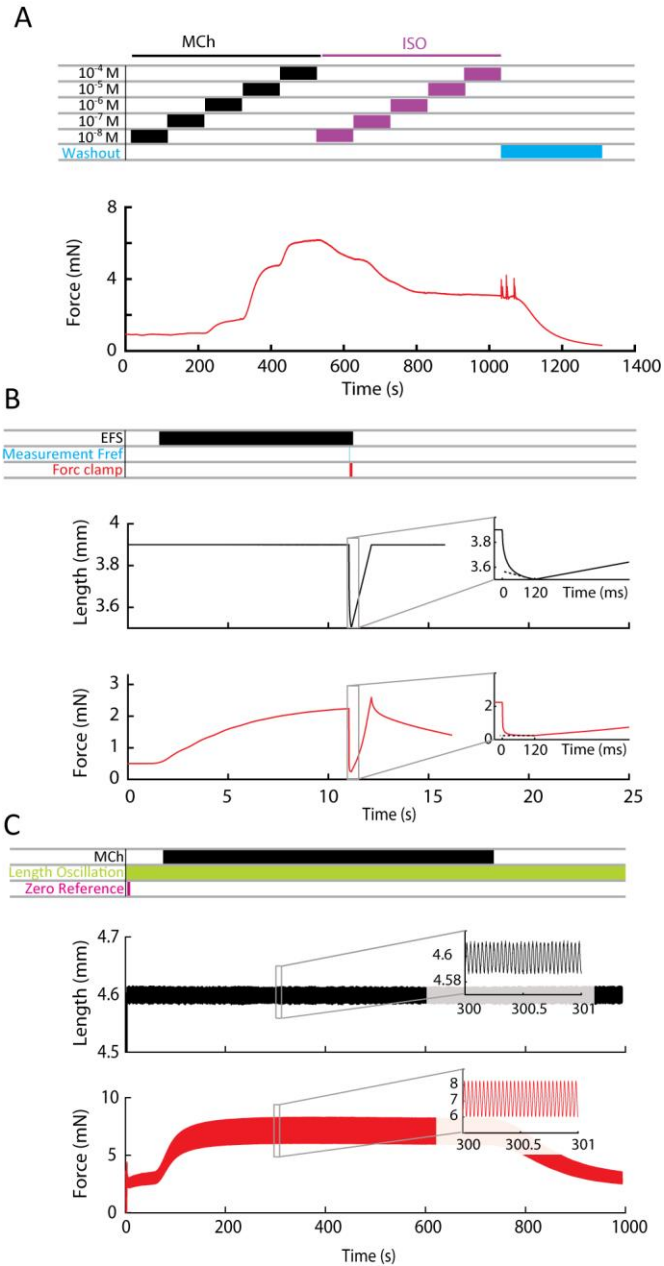 A
MCh ISO
10-4 M
10-5 M
10-6 M
10-7 M
10-8 M
Washout
8
4
0
Force (mN)
0 200 400 600 800 1000 1200 1400
Time (s)
B
EFS
Measurement Fref
Forc clamp
4
3.8
3.6
Length (mm)
3.8
3.6
0 120 Time (ms)
3
2
1
0
Force (mN)
2
0
0 120 Time (ms)
0 5 10 15 20 25
Time (s)
C
MCh
Length Oscillation
Zero Reference
4.7
4.6
4.5
Length (mm)
4.6
4.58
300 300.5 301
10
5
0
Force (mN)
8
7
6
300 300.5 301
0 200 400 600 800 1000
Time (s)